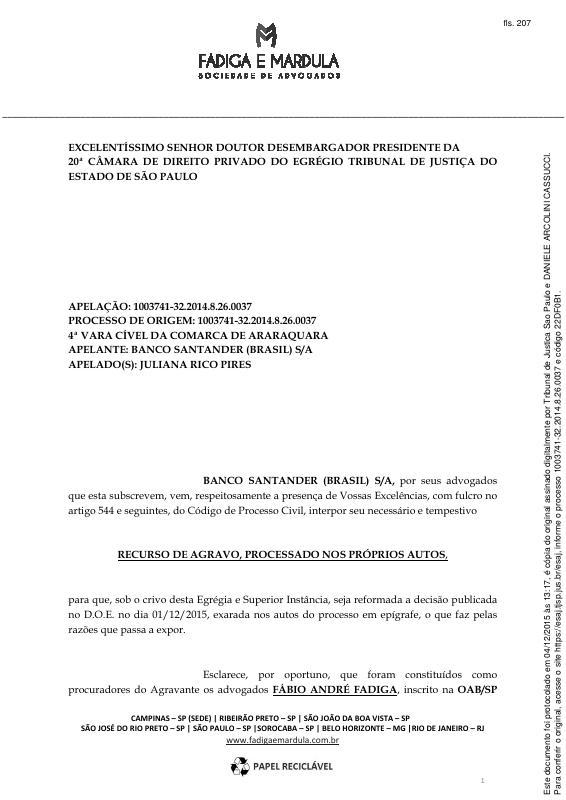 fls. 207
FADIGA E MARDULA
SOCIEDADE DE ADVOGADOS
EXCELENTÍSSIMO SENHOR DOUTOR DESEMBARGADOR PRESIDENTE DA
20ª CÂMARA DE DIREITO PRIVADO DO EGRÉGIO TRIBUNAL DE JUSTIÇA DO
ESTADO DE SÃO PAULO
APELAÇÃO: 1003741-32.2014.8.26.0037
PROCESSO DE ORIGEM: 1003741-32.2014.8.26.0037
4ª VARA CÍVEL DA COMARCA DE ARARAQUARA
APELANTE: BANCO SANTANDER (BRASIL) S/A
APELADO(S): JULIANA RICO PIRES
BANCO SANTANDER (BRASIL) S/A, por seus advogados
que esta subscrevem, vem, respeitosamente a presença de Vossas Excelências, com fulcro no
artigo 544 e seguintes, do Código de Processo Civil, interpor seu necessário e tempestivo
RECURSO DE AGRAVO, PROCESSADO NOS PRÓPRIOS AUTOS,
para que, sob o crivo desta Egrégia e Superior Instância, seja reformada a decisão publicada
no D.O.E. no dia 01/12/2015, exarada nos autos do processo em epígrafe, o que faz pelas
razões que passa a expor.
Esclarece, por oportuno, que foram constituídos como
procuradores do Agravante os advogados FÁBIO ANDRÉ FADIGA, inscrito na OAB/SP
CAMPINAS – SP (SEDE) | RIBEIRÃO PRETO – SP | SÃO JOÃO DA BOA VISTA – SP
SÃO JOSÉ DO RIO PRETO – SP | SÃO PAULO – SP |SOROCABA – SP | BELO HORIZONTE – MG |RIO DE JANEIRO – RJ
www.fadigaemardula.com.br
PAPEL RECICLÁVEL
1
Este documento foi protocolado em 04/12/2015 às 13:17, é cópia do original assinado digitalmente por Tribunal de Justica Sao Paulo e DANIELE ARCOLINI CASSUCCI.
Para conferir o original, acesse o site https://esaj.tjsp.jus.br/esaj, informe o processo 1003741-32.2014.8.26.0037 e código 22DF0B1.